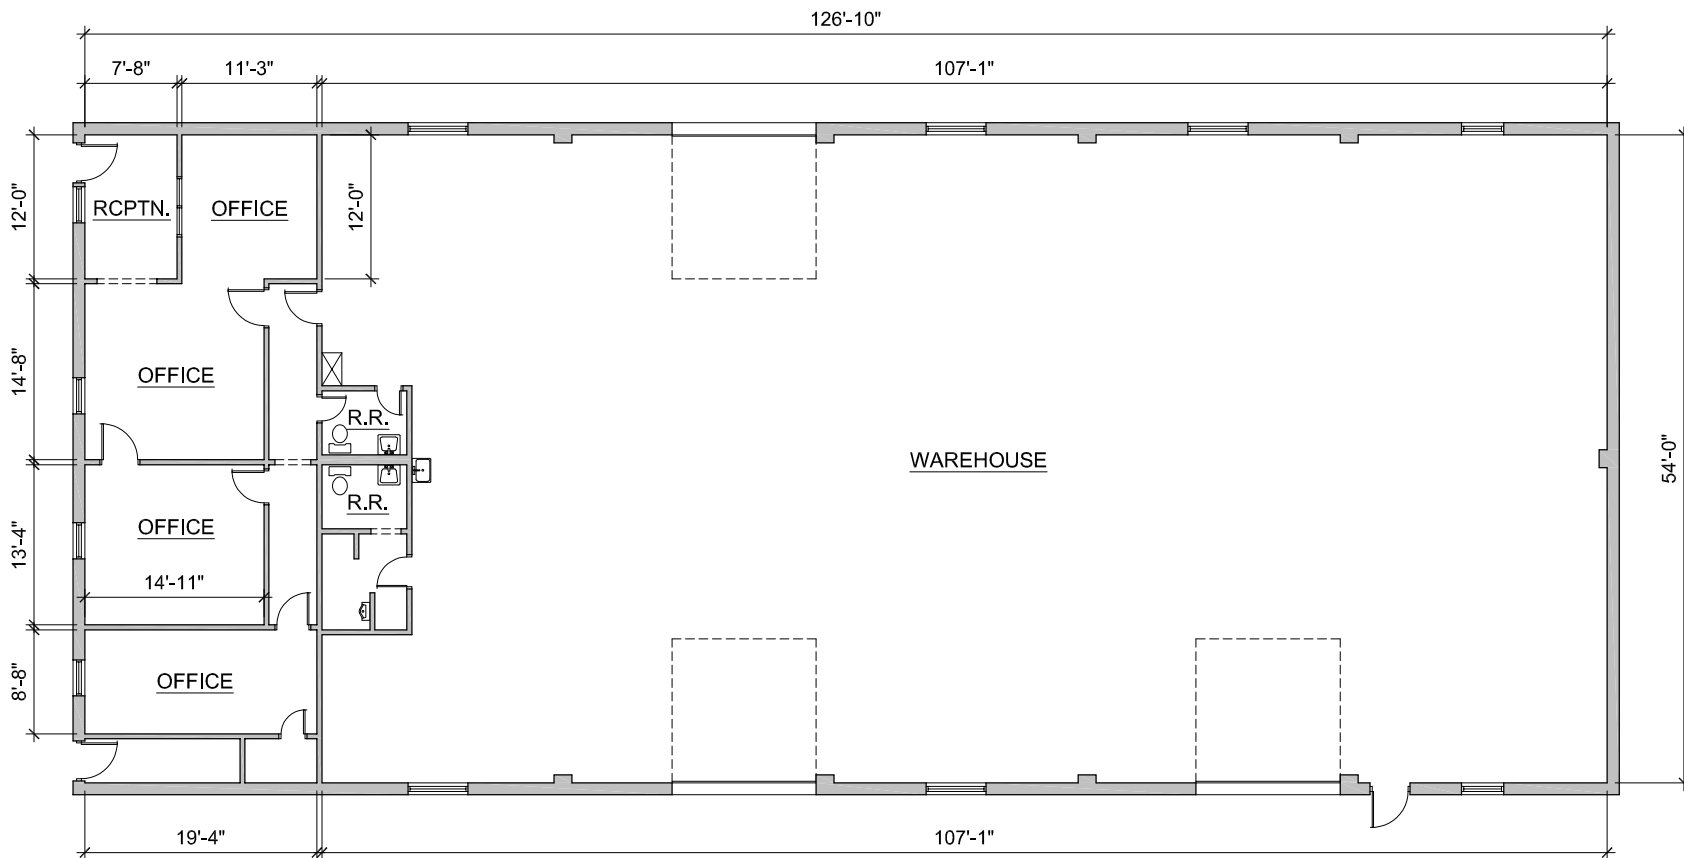 126'-10"
7'-8"
11'-3"
107'-1"
12'-0"
RCPTN.
OFFICE
12'-0"
14'-8"
OFFICE
R.R.
WAREHOUSE
54'-0"
R.R.
13'-4"
OFFICE
14'-11"
8'-8"
OFFICE
19'-4"
107'-1"